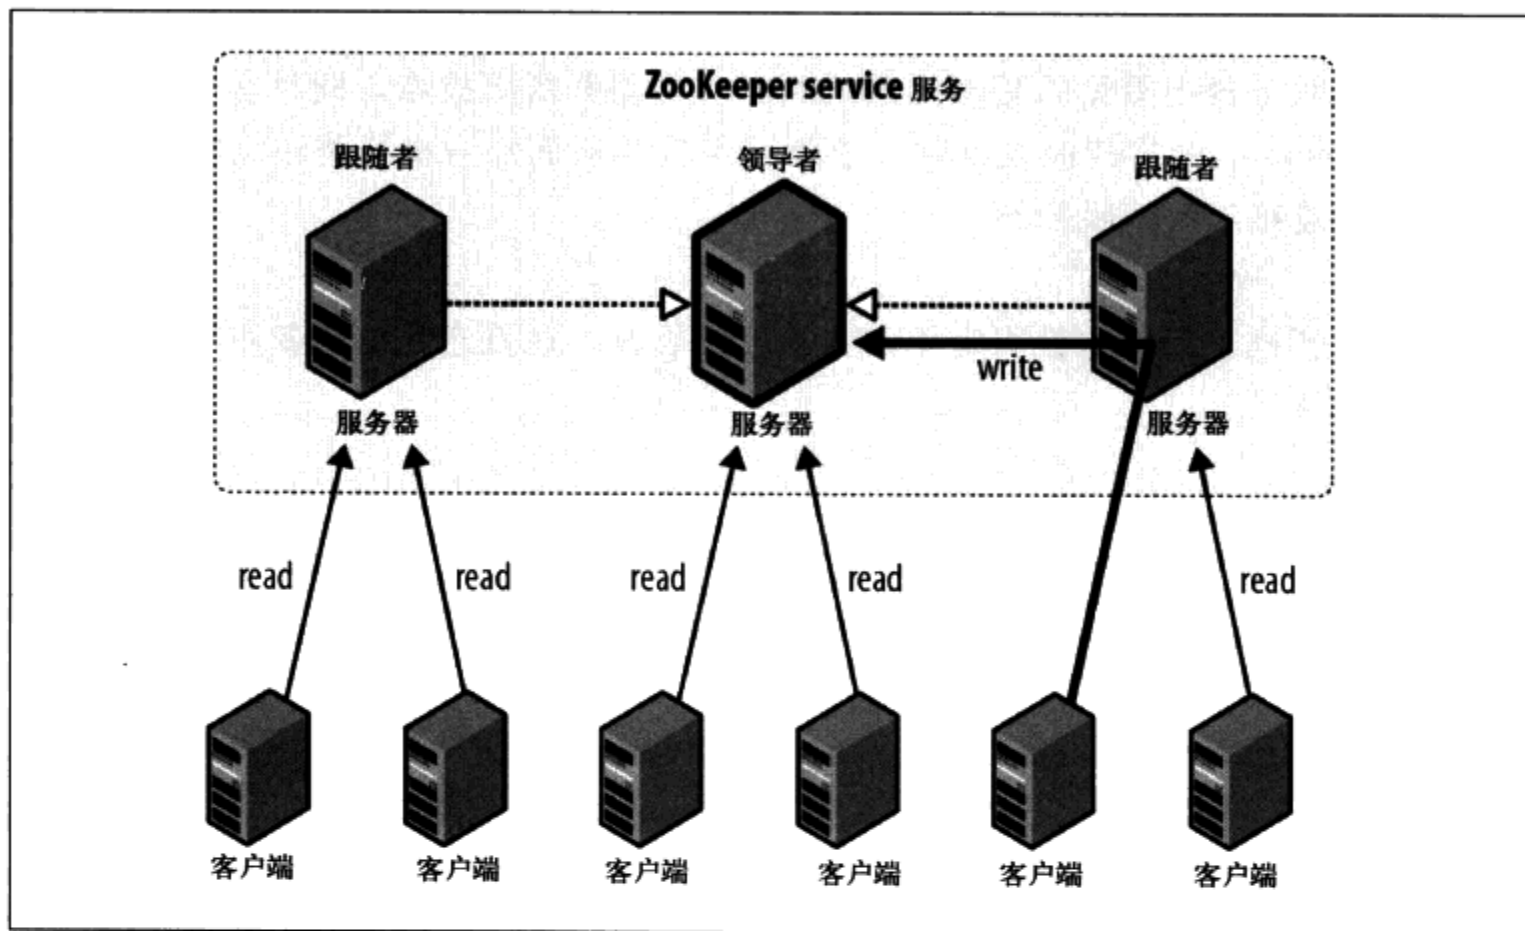 ZooKeeper service 服务
跟随者
领导者
跟随者
write
服务器
服务器
服务器
read
read
read
read
read
客户端
客户端
客户端
客户端
客户端
客户端